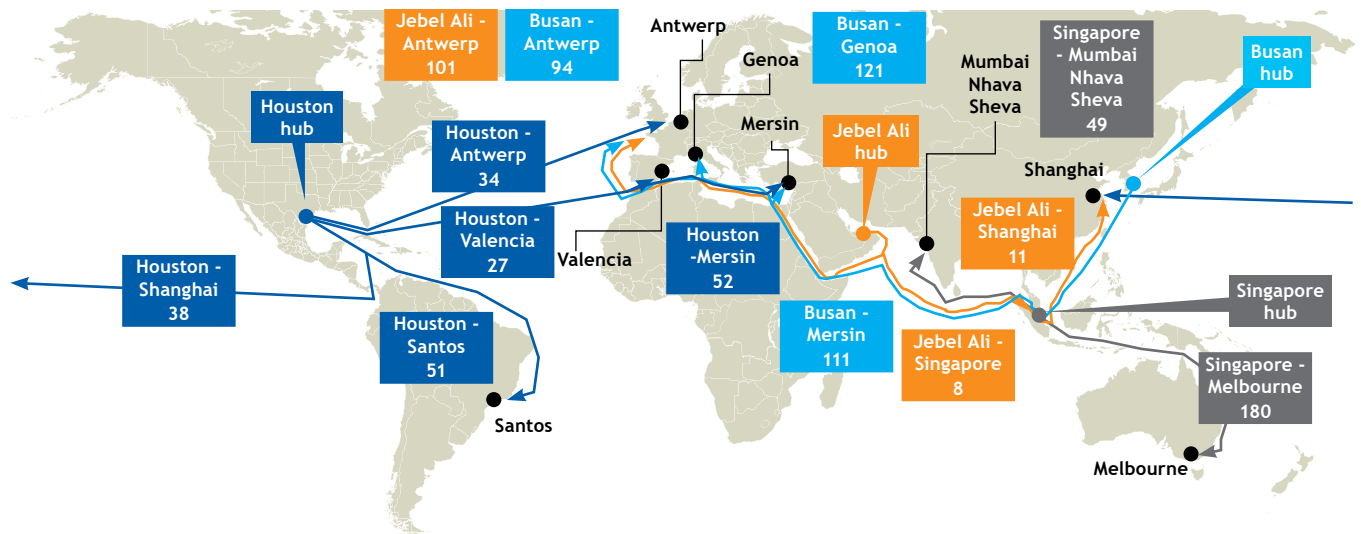 Jebel Ali -
Antwerp
101
Busan -
Antwerp
94
Antwerp
Genoa
Busan -
Genoa
121
Mumbai
Nhava
Sheva
Singapore
- Mumbai
Nhava
Sheva
49
Busan
hub
Houston
hub
Houston -
Antwerp
34
Mersin
Jebel Ali
hub
Shanghai
Houston -
Valencia
27
Valencia
Houston
-Mersin
52
Jebel Ali -
Shanghai
11
Houston -
Shanghai
38
Singapore
hub
Houston -
Santos
51
Busan -
Mersin
111
Jebel Ali -
Singapore
8
Singapore -
Melbourne
180
Santos
Melbourne